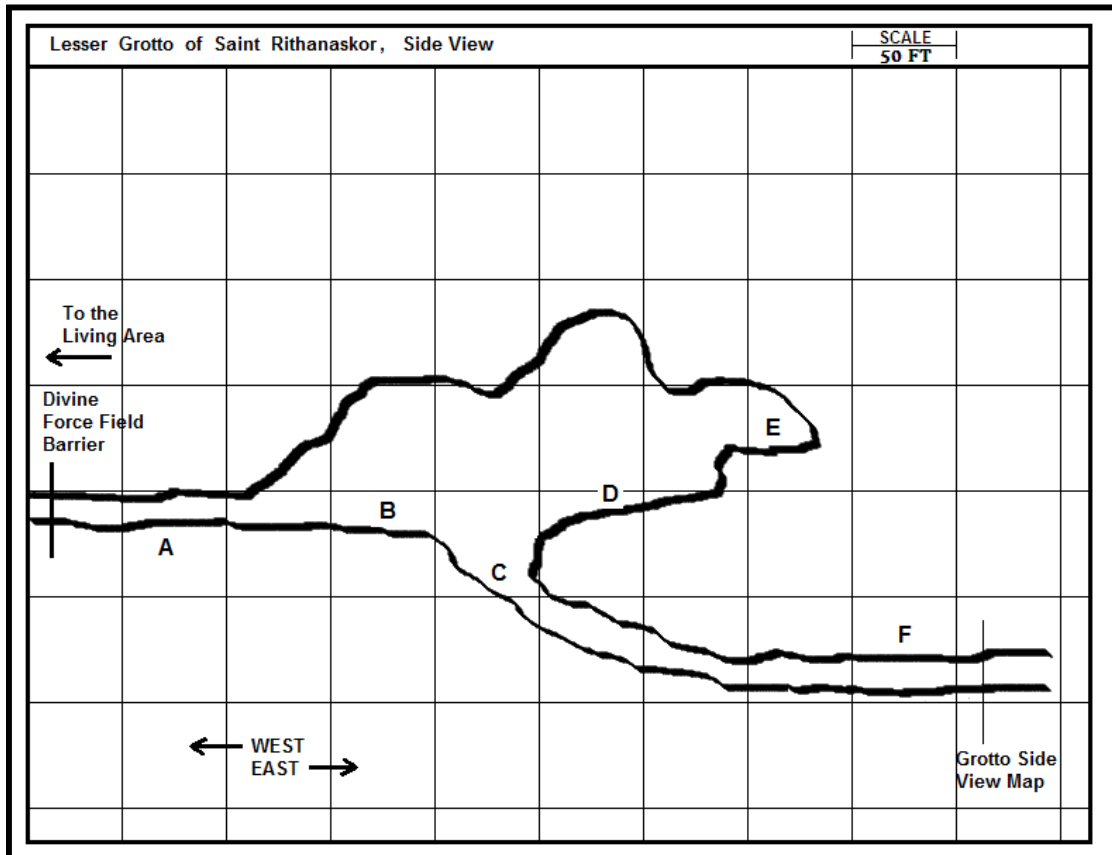 Lesser Grotto of Saint Rithanaskor, Side View
SCALE
50 FT
To the
Living Area
Divine
Force Field
Barrier
E
D
B
A
C
F
WEST
EAST
Grotto Side
View Map